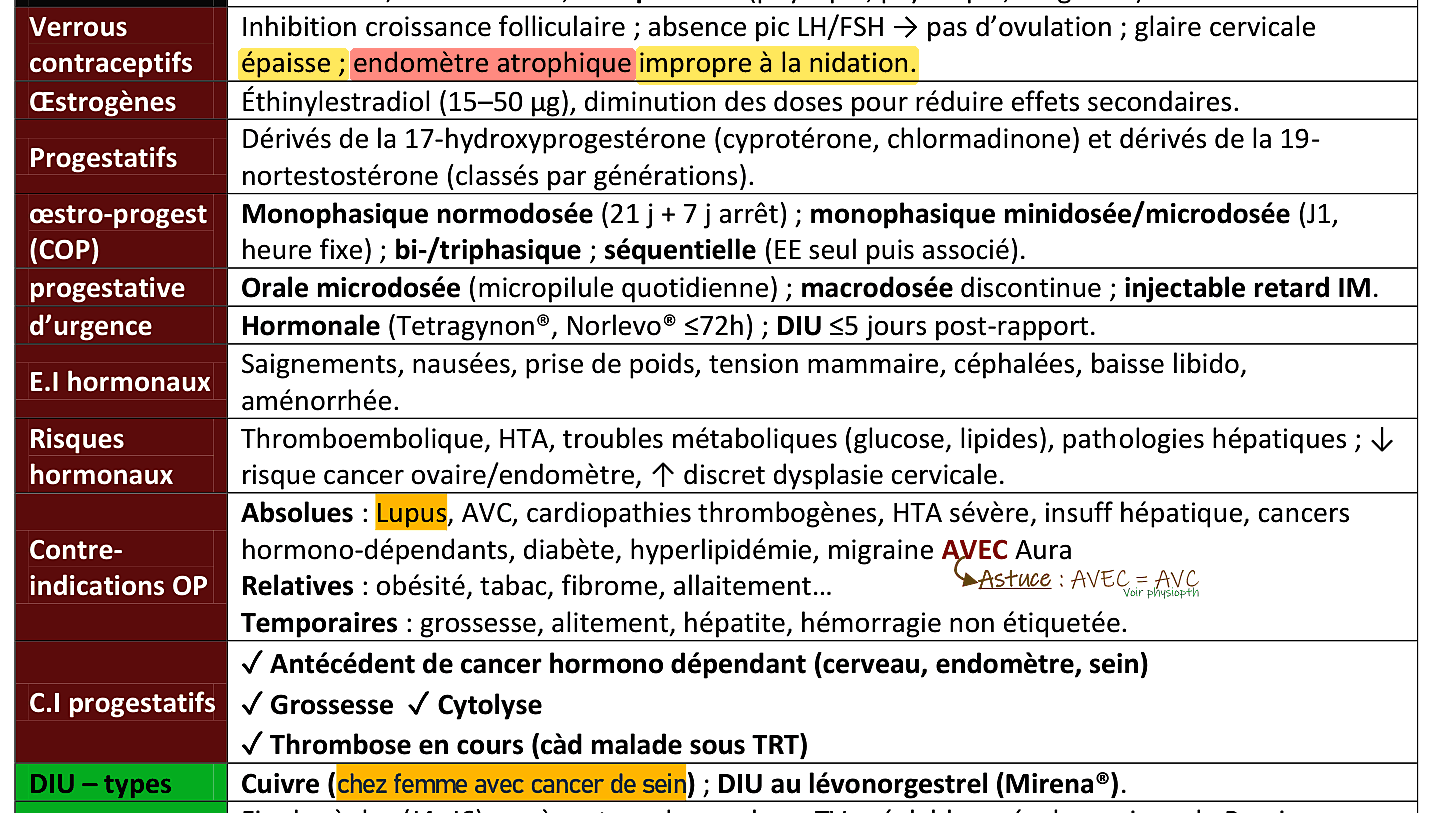 Verrous
contraceptifs
Inhibition croissance folliculaire ; absence pic LH/FSH → pas d’ovulation ; glaire cervicale
épaisse ; endomètre atrophique impropre à la nidation.
Œstrogènes
Éthinylestradiol (15–50 µg), diminution des doses pour réduire effets secondaires.
Progestatifs
Dérivés de la 17-hydroxyprogestérone (cyprotérone, chlormadinone) et dérivés de la 19-
nortestostérone (classés par générations).
œstro-progest
(COP)
Monophasique normodosée (21 j + 7 j arrêt) ; monophasique minidosée/microdosée (J1,
heure fixe) ; bi-/triphasique ; séquentielle (EE seul puis associé).
progestative
Orale microdosée (micropilule quotidienne) ; macrodosée discontinue ; injectable retard IM.
d’urgence
Hormonale (Tetragynon®, Norlevo® ≤72h) ; DIU ≤5 jours post-rapport.
E.I hormonaux
Saignements, nausées, prise de poids, tension mammaire, céphalées, baisse libido,
aménorrhée.
Risques
hormonaux
Thromboembolique, HTA, troubles métaboliques (glucose, lipides), pathologies hépatiques ; ↓
risque cancer ovaire/endomètre, ↑ discret dysplasie cervicale.
Contre-
indications OP
Absolues : Lupus, AVC, cardiopathies thrombogènes, HTA sévère, insuff hépatique, cancers
hormono-dépendants, diabète, hyperlipidémie, migraine AVEC Aura
Relatives : obésité, tabac, fibrome, allaitement…
Astuce : AVEC = AVC
Voir physiopth
Temporaires : grossesse, alitement, hépatite, hémorragie non étiquetée.
C.I progestatifs
✓ Antécédent de cancer hormono dépendant (cerveau, endomètre, sein)
✓ Grossesse ✓ Cytolyse
✓ Thrombose en cours (càd malade sous TRT)
DIU – types
Cuivre (chez femme avec cancer de sein) ; DIU au lévonorgestrel (Mirena®).